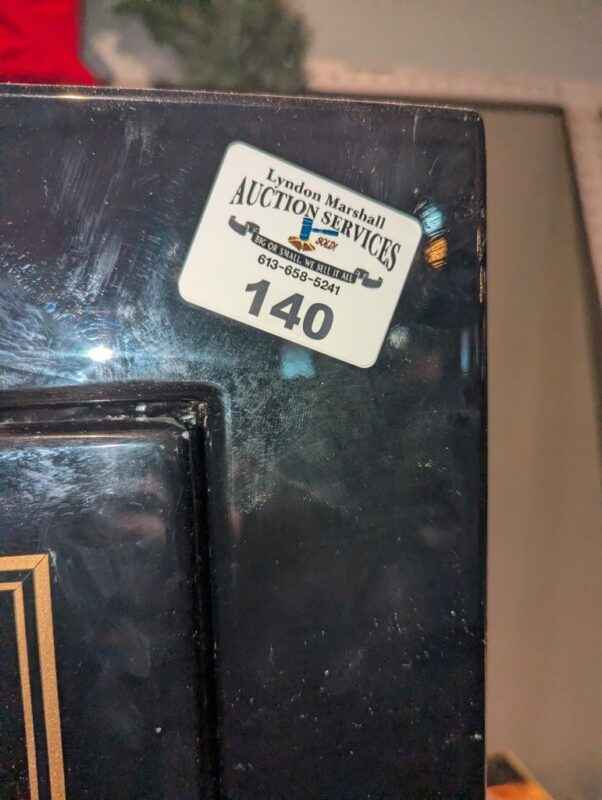 Lyndon Marshall
AUCTION SERVICES
SOLD!
BIG OR SMALL, WE SELL IT ALL
613-658-5241
140